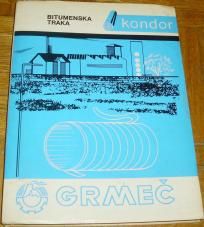 BITUMENSKA
TRAKA
kondor
GRMEČ